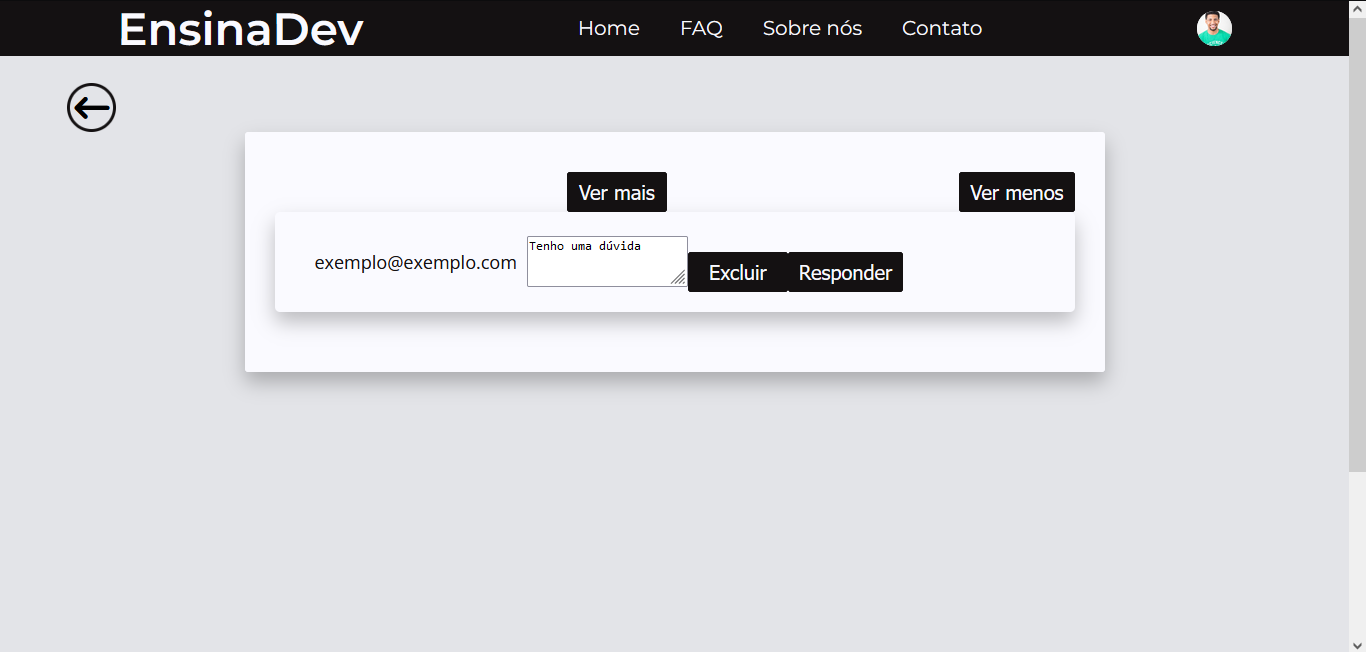 EnsinaDev Home FAQ Sobre nós Contato
Ver mais Ver menos
exemplo@exemplo.com Tenho uma dúvida Excluir Responder